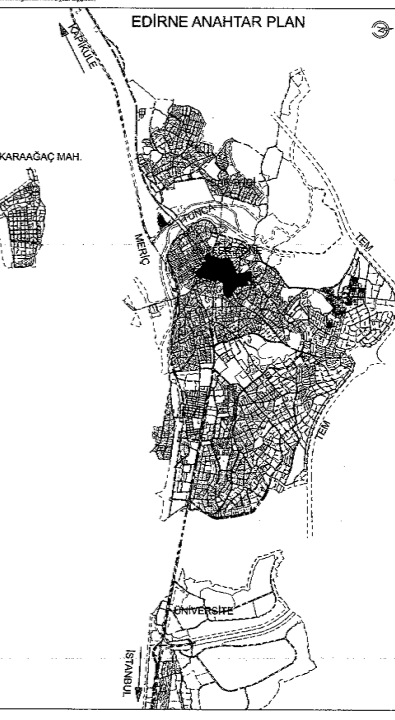 EDİRNE ANAHTAR PLAN
KAPIKULE
KARAAĞAÇ MAH.
TUNCA
MERİÇ
TEM
TEM
ÜNİVERSİTE
İSTANBUL